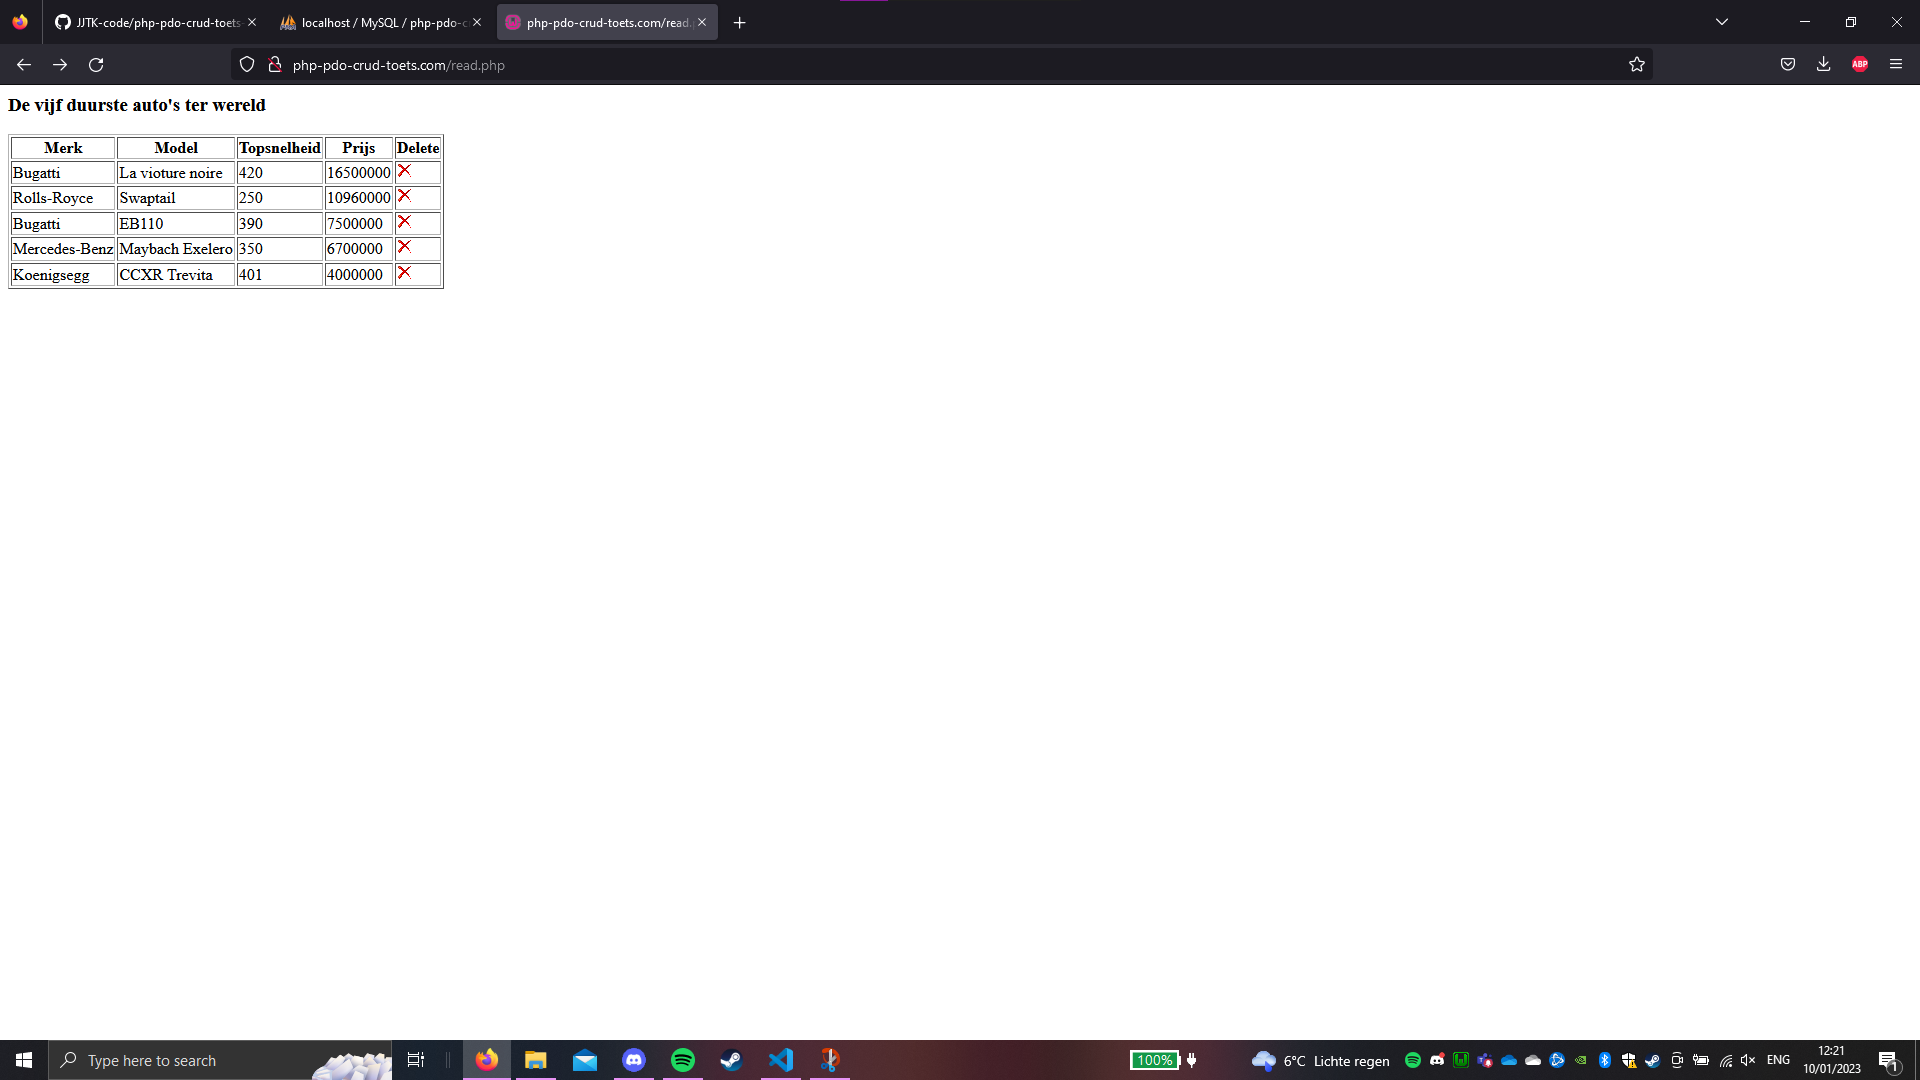 JJTK-code/php-pdo-crud-toets-
localhost / MySQL / php-pdo-c
php-pdo-crud-toets.com/read.
php-pdo-crud-toets.com/read.php
ABP
De vijf duurste auto's ter wereld
Merk Model Topsnelheid Prijs Delete
Bugatti La vioture noire 420 16500000
Rolls-Royce Swaptail 250 10960000
Bugatti EB110 390 7500000
Mercedes-Benz Maybach Exelero 350 6700000
Koenigsegg CCXR Trevita 401 4000000
Type here to search
100%
6°C Lichte regen
ENG
12:21
10/01/2023
1